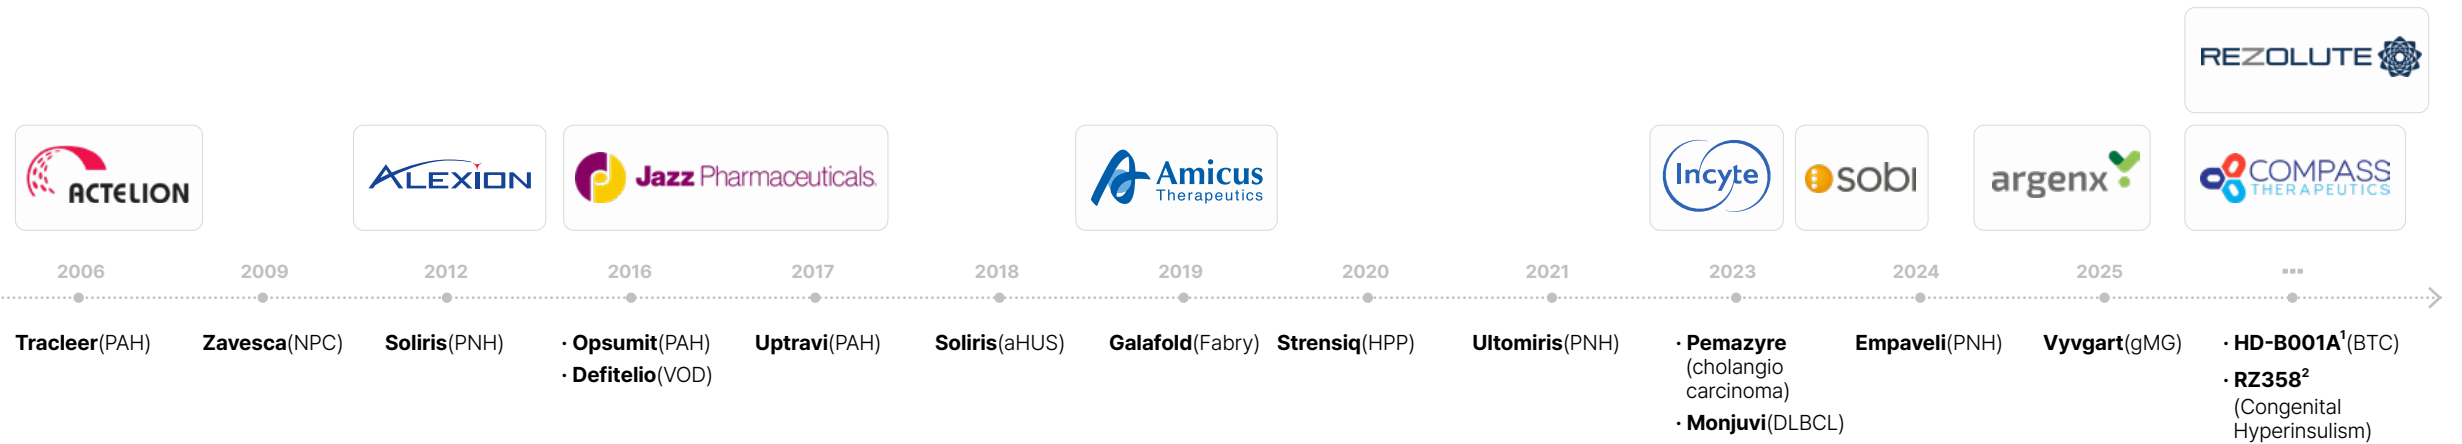 REZOLUTE
ACTELION
ALEXION
Jazz Pharmaceuticals.
Amicus
Therapeutics
Incyte
sobi
argenx
COMPASS
THERAPEUTICS
2006
2009
2012
2016
2017
2018
2019
2020
2021
2023
2024
2025
...
Tracleer(PAH)
Zavesca(NPC)
Soliris(PNH)
· Opsumit(PAH)
· Defitelio(VOD)
Uptravi(PAH)
Soliris(aHUS)
Galafold(Fabry)
Strensiq(HPP)
Ultomiris(PNH)
· Pemazyre
(cholangio
carcinoma)
· Monjuvi(DLBCL)
Empaveli(PNH)
Vyvgart(gMG)
· HD-B001A¹(BTC)
· RZ358²
(Congenital
Hyperinsulism)